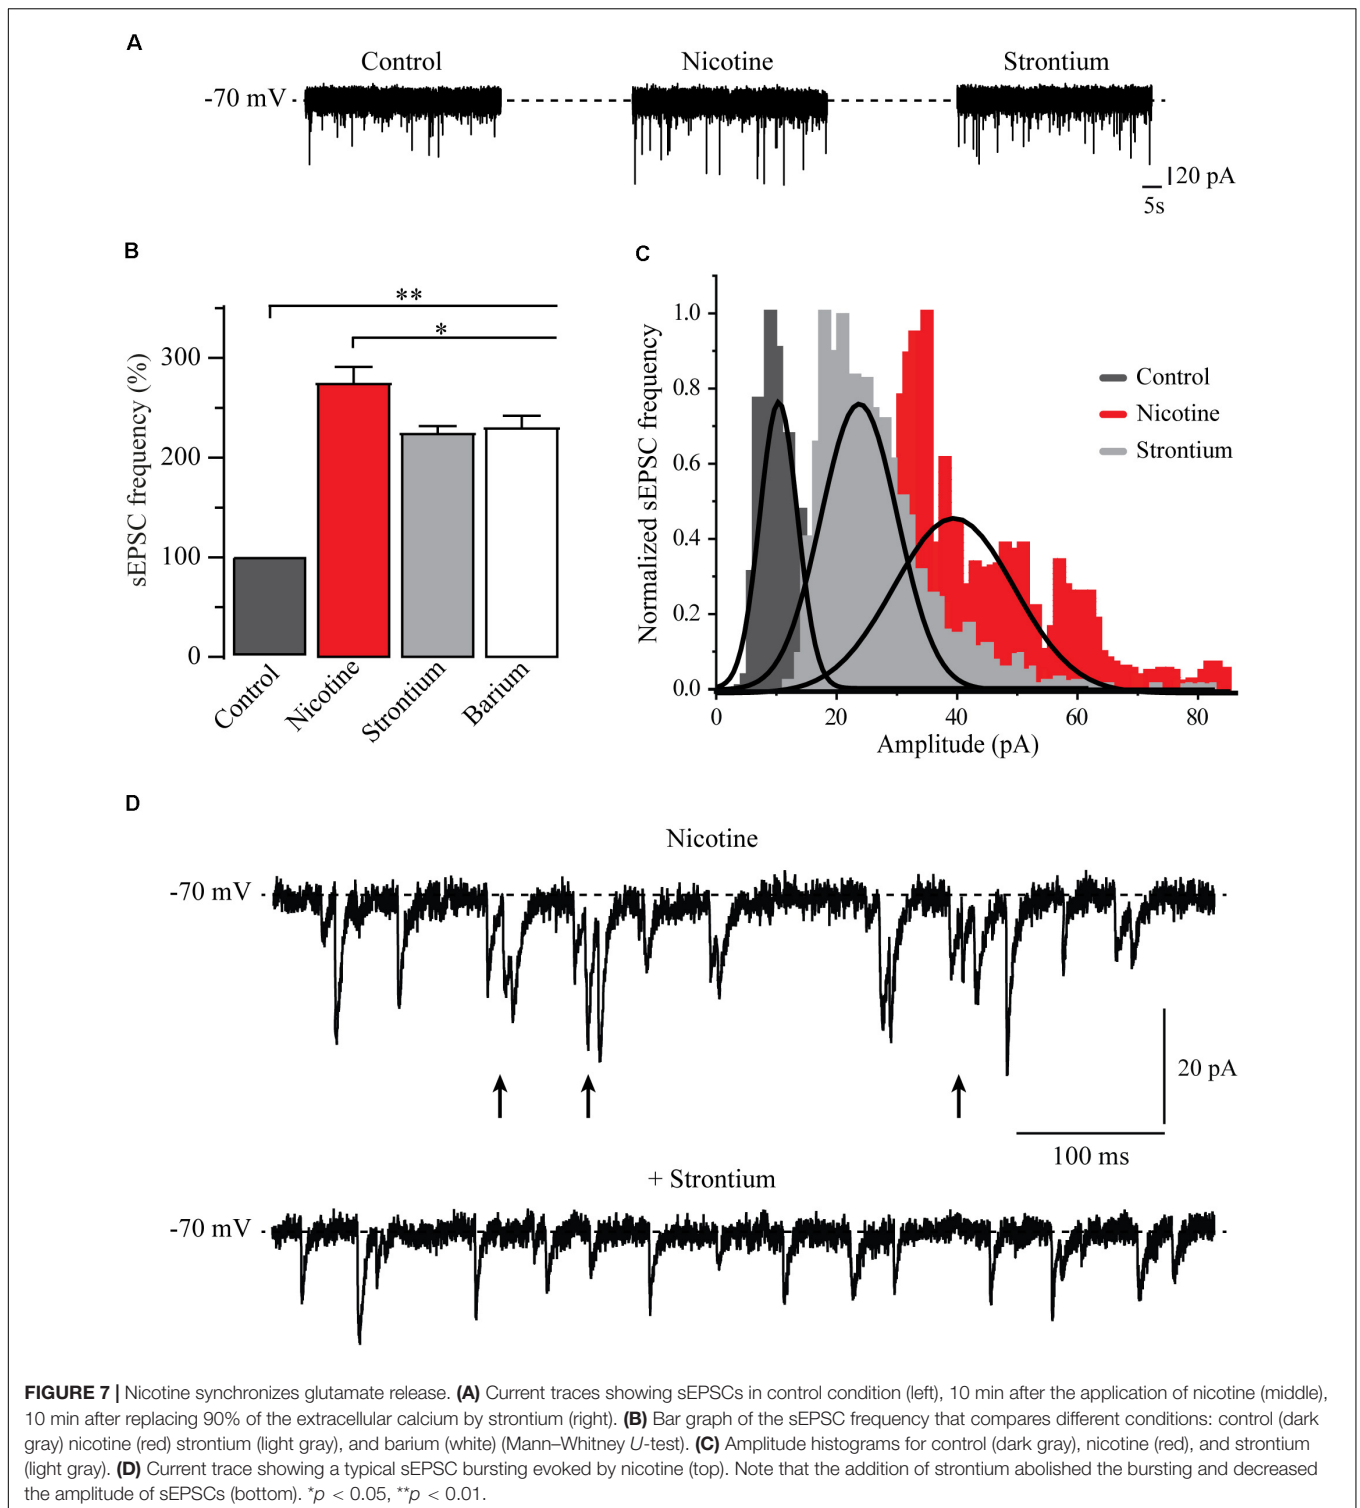 A
Control
Nicotine
Strontium
-70 mV
20 pA
5s
B
**
*
sEPSC frequency (%)
300
200
100
0
Control
Nicotine
Strontium
Barium
C
Normalized sEPSC frequency
1.0
0.8
0.6
0.4
0.2
0.0
0
20
40
60
80
Amplitude (pA)
Control
Nicotine
Strontium
D
Nicotine
-70 mV
20 pA
100 ms
+ Strontium
-70 mV
FIGURE 7 | Nicotine synchronizes glutamate release. (A) Current traces showing sEPSCs in control condition (left), 10 min after the application of nicotine (middle),
10 min after replacing 90% of the extracellular calcium by strontium (right). (B) Bar graph of the sEPSC frequency that compares different conditions: control (dark
gray) nicotine (red) strontium (light gray), and barium (white) (Mann–Whitney U-test). (C) Amplitude histograms for control (dark gray), nicotine (red), and strontium
(light gray). (D) Current trace showing a typical sEPSC bursting evoked by nicotine (top). Note that the addition of strontium abolished the bursting and decreased
the amplitude of sEPSCs (bottom). *p < 0.05, **p < 0.01.